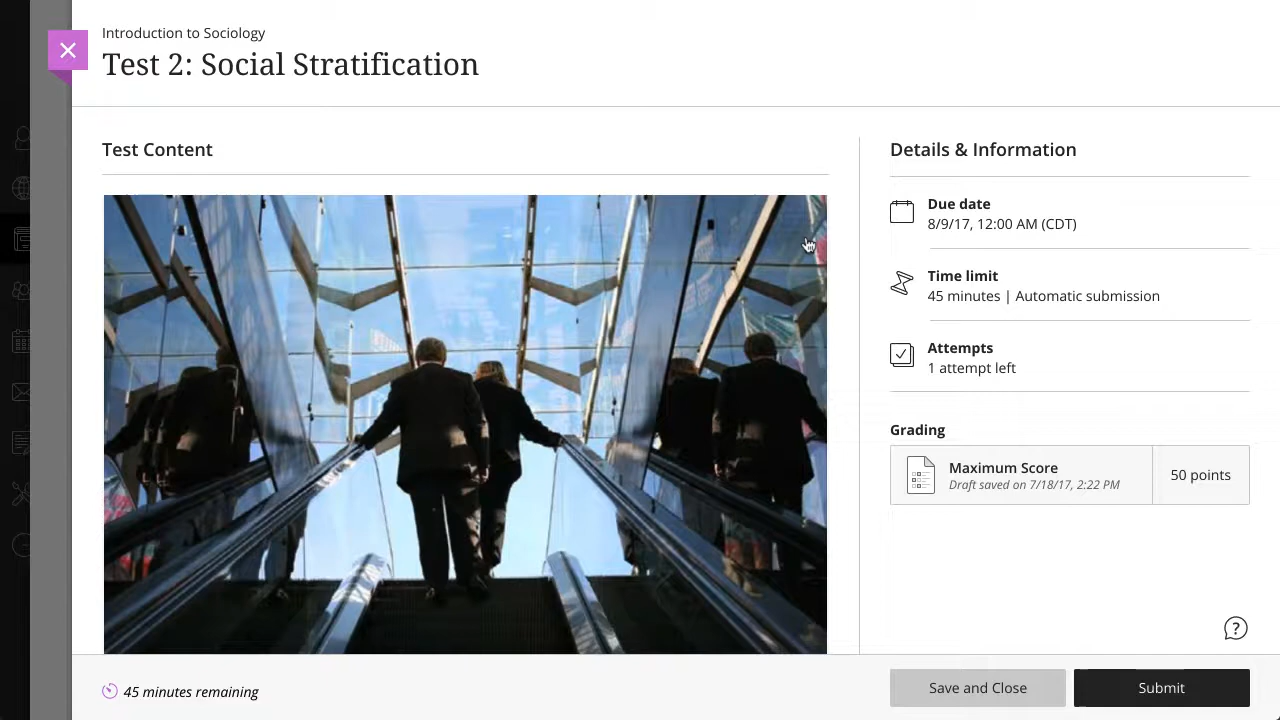 Introduction to Sociology
Test 2: Social Stratification
Test Content
Details & Information
Due date
8/9/17, 12:00 AM (CDT)
Time limit
45 minutes | Automatic submission
Attempts
1 attempt left
Grading
Maximum Score
Draft saved on 7/18/17, 2:22 PM
50 points
?
45 minutes remaining
Save and Close
Submit